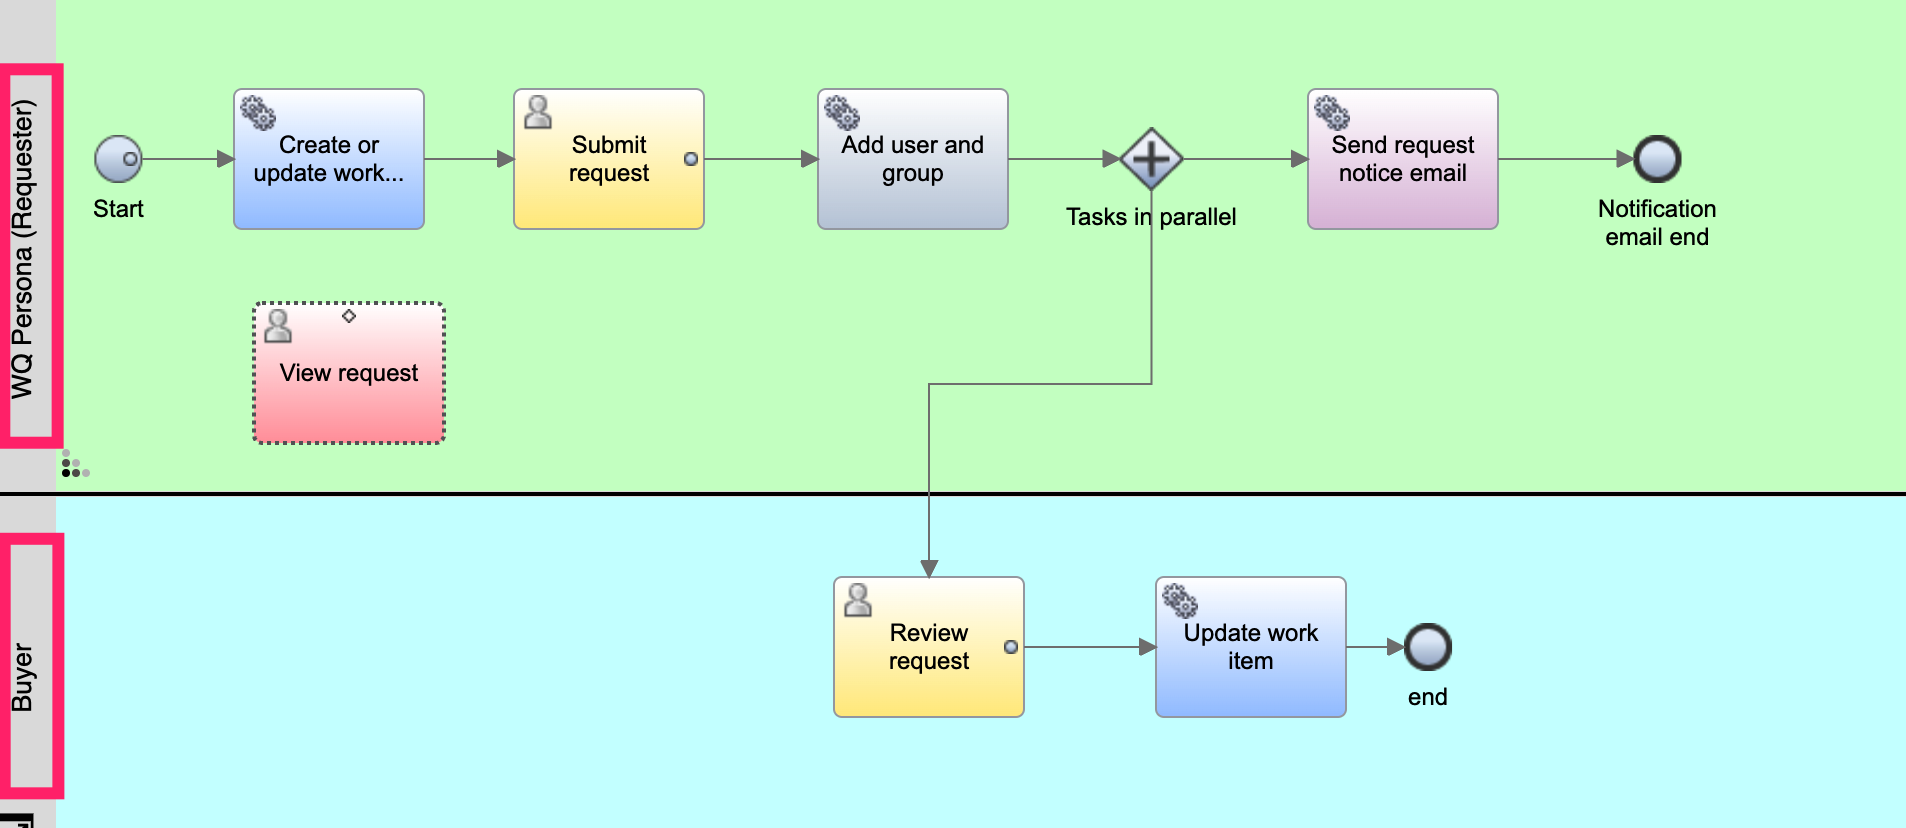 WQ Persona (Requester)
Start
Create or
update work...
Submit
request
Add user and
group
Tasks in parallel
Send request
notice email
Notification
email end
View request
Buyer
Review
request
Update work
item
end